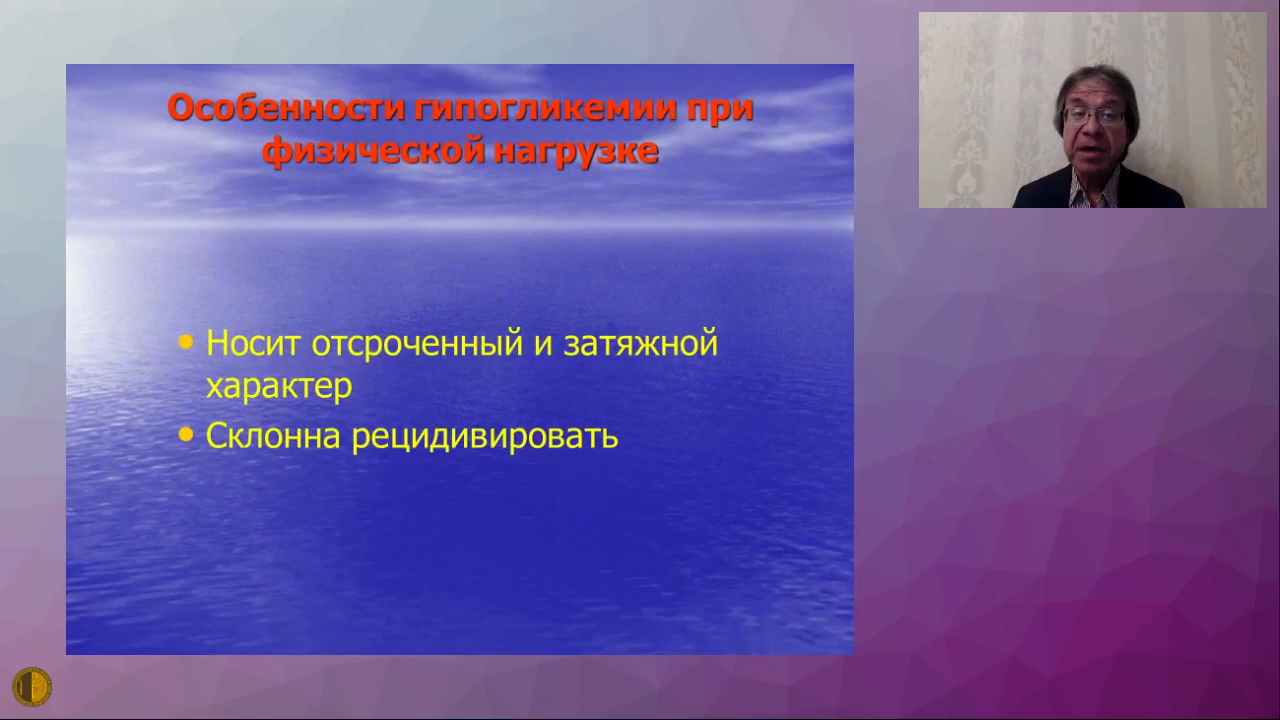 Особенности гипогликемии при
физической нагрузке
• Носит отсроченный и затяжной
характер
• Склонна рецидивировать